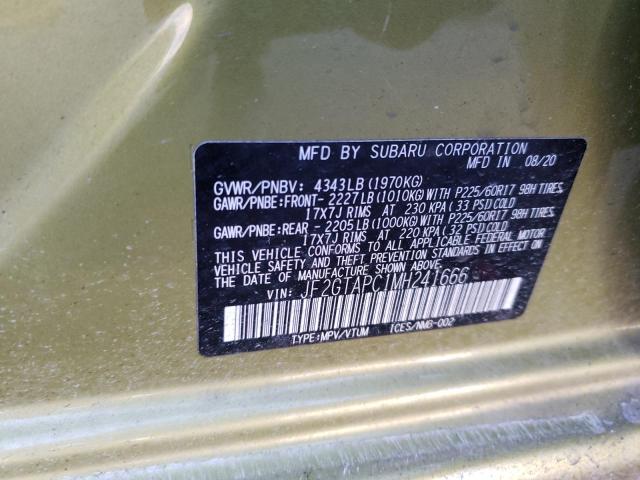 MFD BY SUBARU CORPORATION
MFD IN 08/20
GVWR/PNBV: 4343LB(1970KG)
GAWR/PNBE:FRONT- 2227LB(1010KG)WITH P225/60R17 98H TIRES,
17X7J RIMS AT 230 KPA(33 PSI)COLD
GAWR/PNBE:REAR - 2205LB(1000KG)WITH P225/60R17 98H TIRES,
17X7J RIMS AT 220 KPA(32 PSI)COLD
THIS VEHICLE CONFORMS TO ALL APPLICABLE FEDERAL MOTOR
VEHICLE SAFETY AND THEFT PREVENTION STANDARDS IN EFFECT ON
THE DATE OF MANUFACTURE SHOWN ABOVE.
VIN: JF2GTAPC1MH241666
TYPE:MPV/VTUM ICES/NMB-002